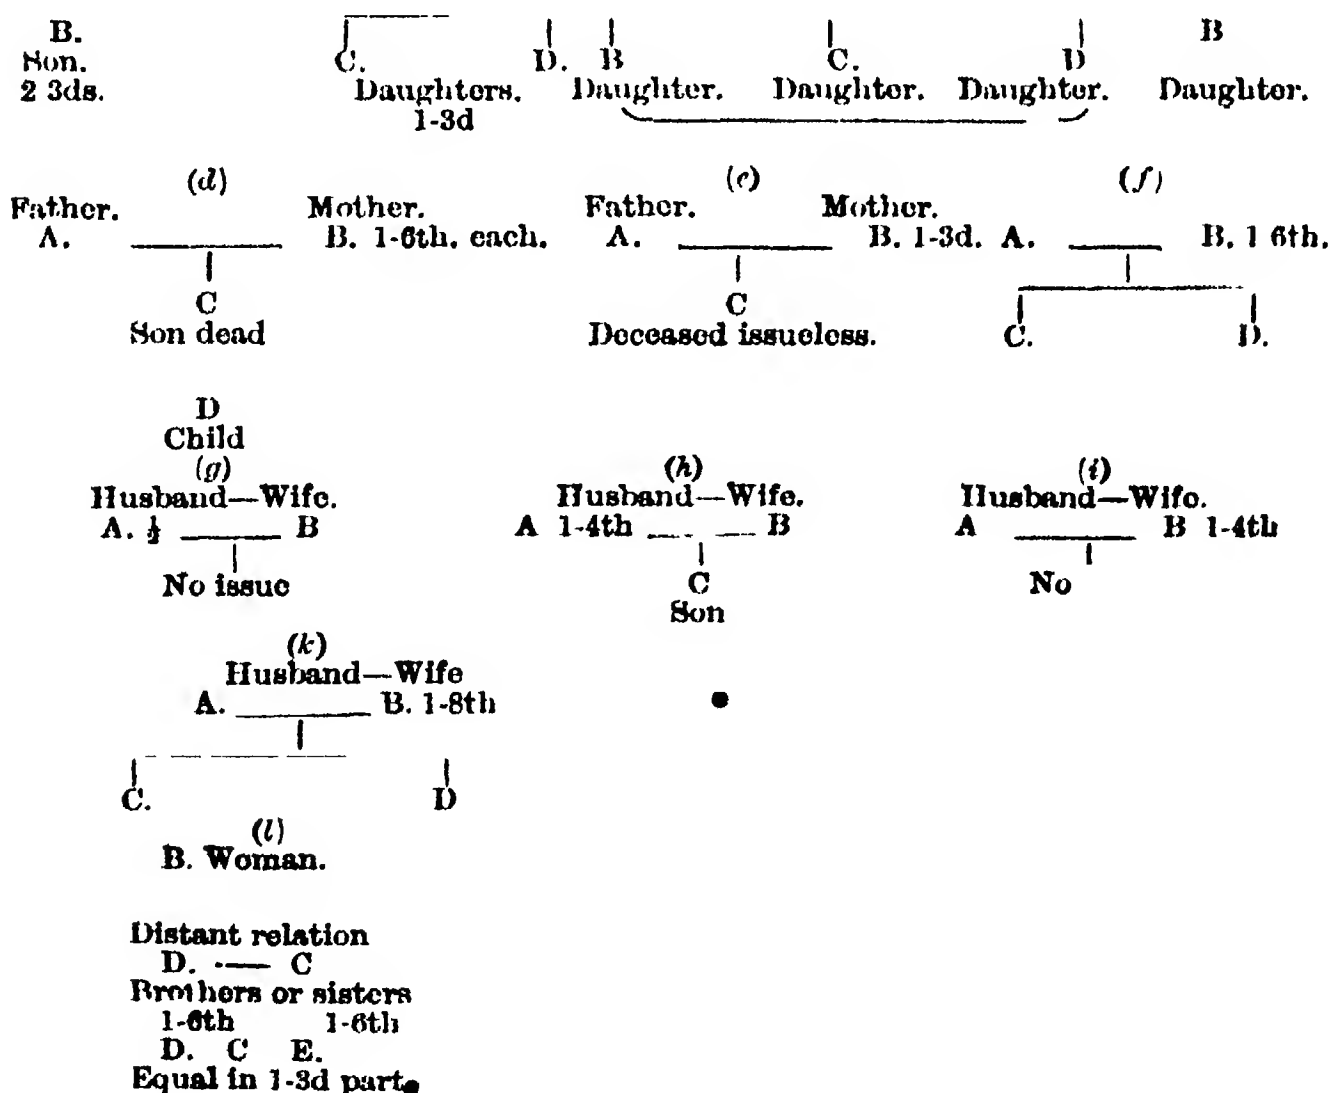 B. C. D. B C. D B
Son. Daughters. Daughter. Daughter. Daughter. Daughter.
2 3ds. 1-3d
(d) (e) (f)
Father. Mother. Father. Mother.
A. B. 1-6th. each. A. B. 1-3d. A. B. 1 6th.
C C
Son dead Deceased issueless. C. D.
D
Child
(g) (h) (i)
Husband—Wife. Husband—Wife. Husband—Wife.
A. ½ B A 1-4th B A B 1-4th
No issue C No
Son
(k)
Husband—Wife
A. B. 1-8th
C. D
(l)
B. Woman.
Distant relation
D. — C
Brothers or sisters
1-6th 1-6th
D. C E.
Equal in 1-3d part.